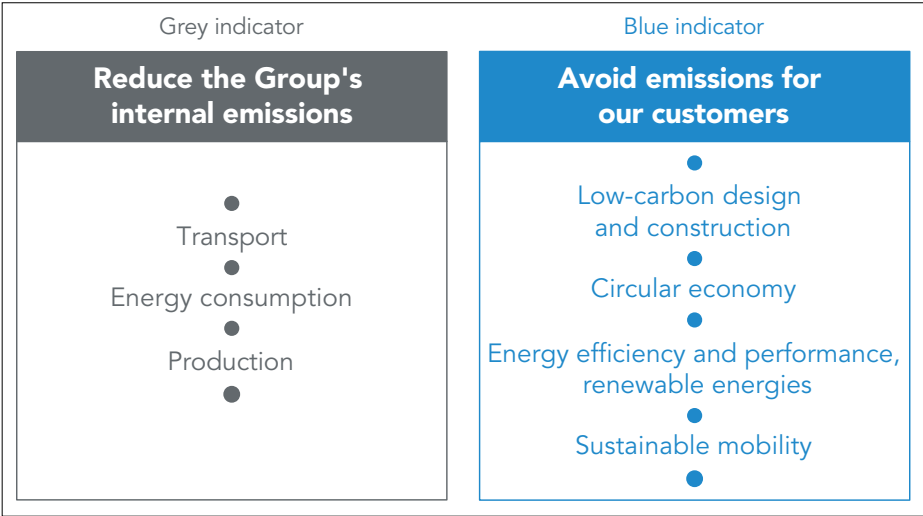 Grey indicator
Reduce the Group's
internal emissions
Transport
Energy consumption
Production
Blue indicator
Avoid emissions for
our customers
Low-carbon design
and construction
Circular economy
Energy efficiency and performance,
renewable energies
Sustainable mobility